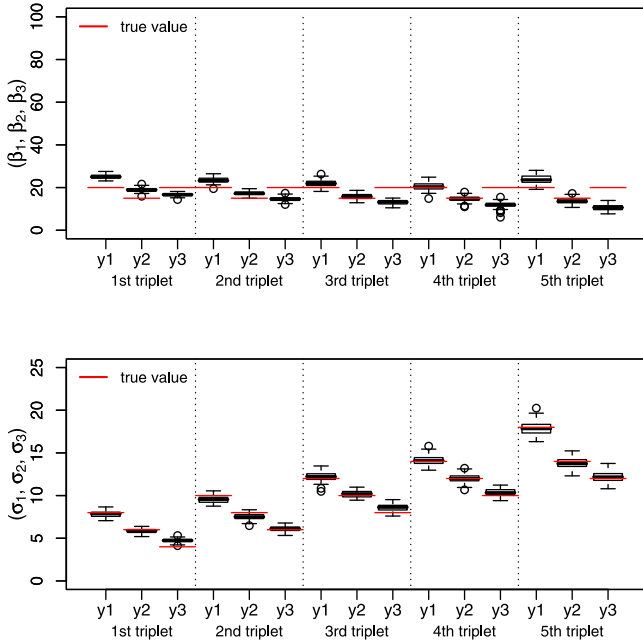 (β1, β2, β3)
0 20 40 60 80 100
true value
y1 y2 y3 y1 y2 y3 y1 y2 y3 y1 y2 y3 y1 y2 y3
1st triplet 2nd triplet 3rd triplet 4th triplet 5th triplet
(σ1, σ2, σ3)
0 5 10 15 20 25
true value
y1 y2 y3 y1 y2 y3 y1 y2 y3 y1 y2 y3 y1 y2 y3
1st triplet 2nd triplet 3rd triplet 4th triplet 5th triplet